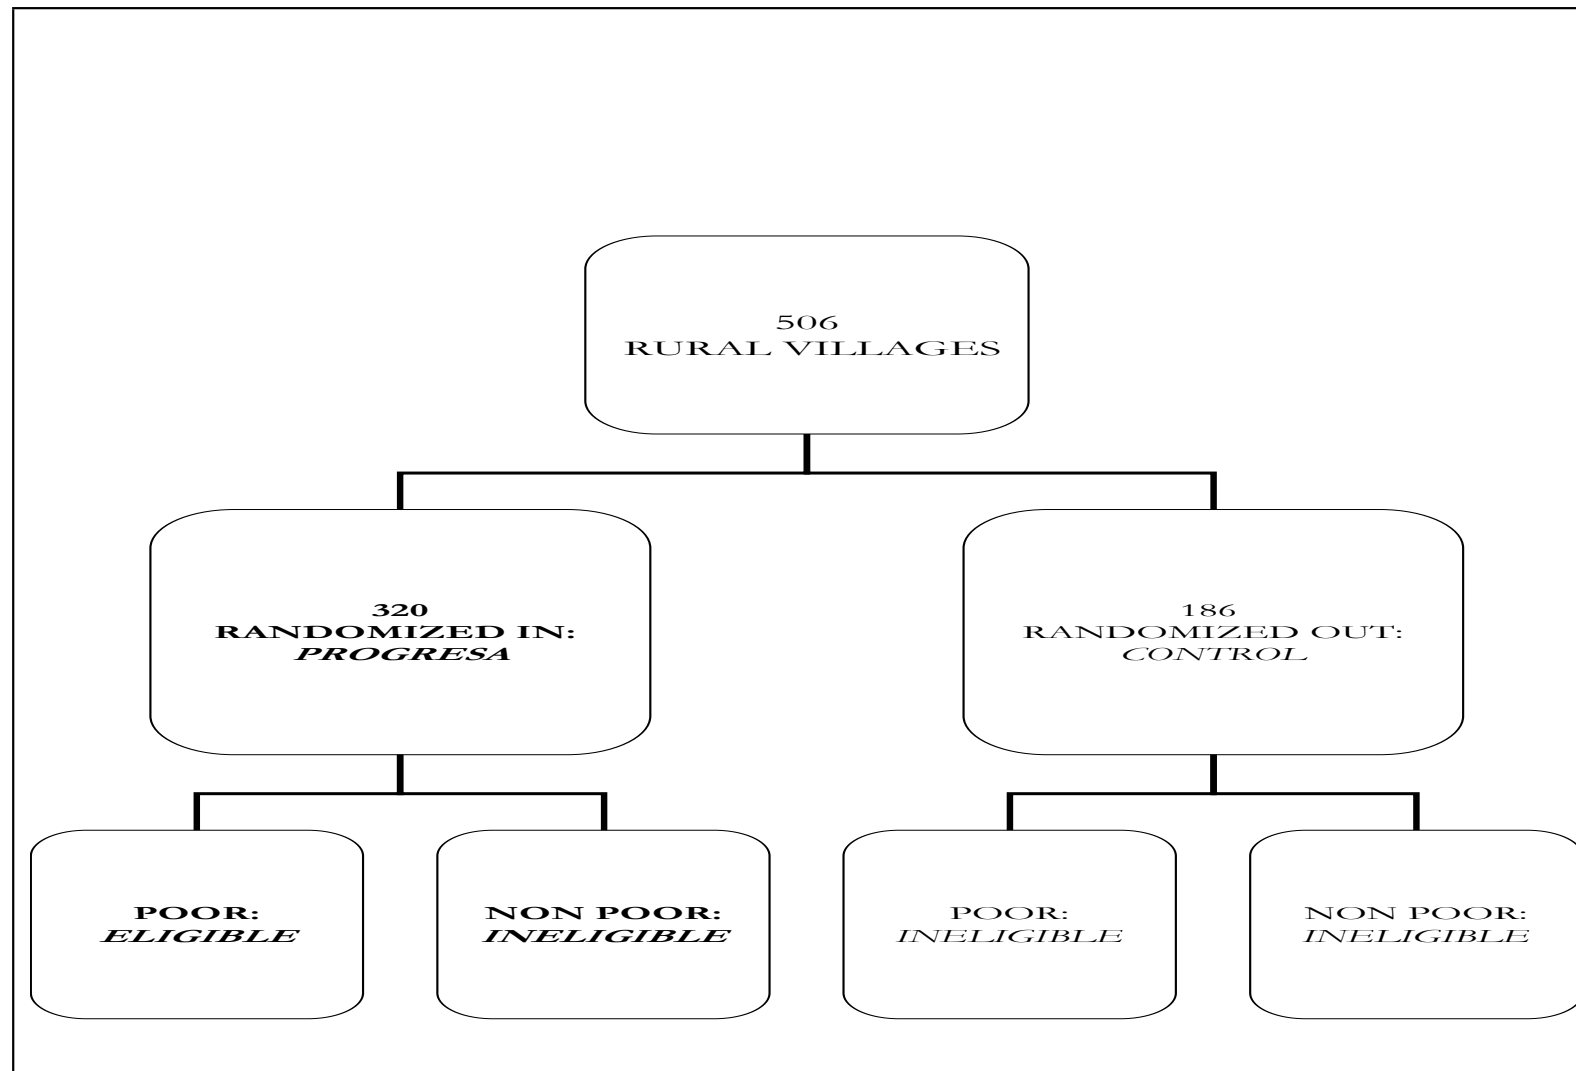 506
RURAL VILLAGES
320
RANDOMIZED IN:
PROGRESA
186
RANDOMIZED OUT:
CONTROL
POOR:
ELIGIBLE
NON POOR:
INELIGIBLE
POOR:
INELIGIBLE
NON POOR:
INELIGIBLE